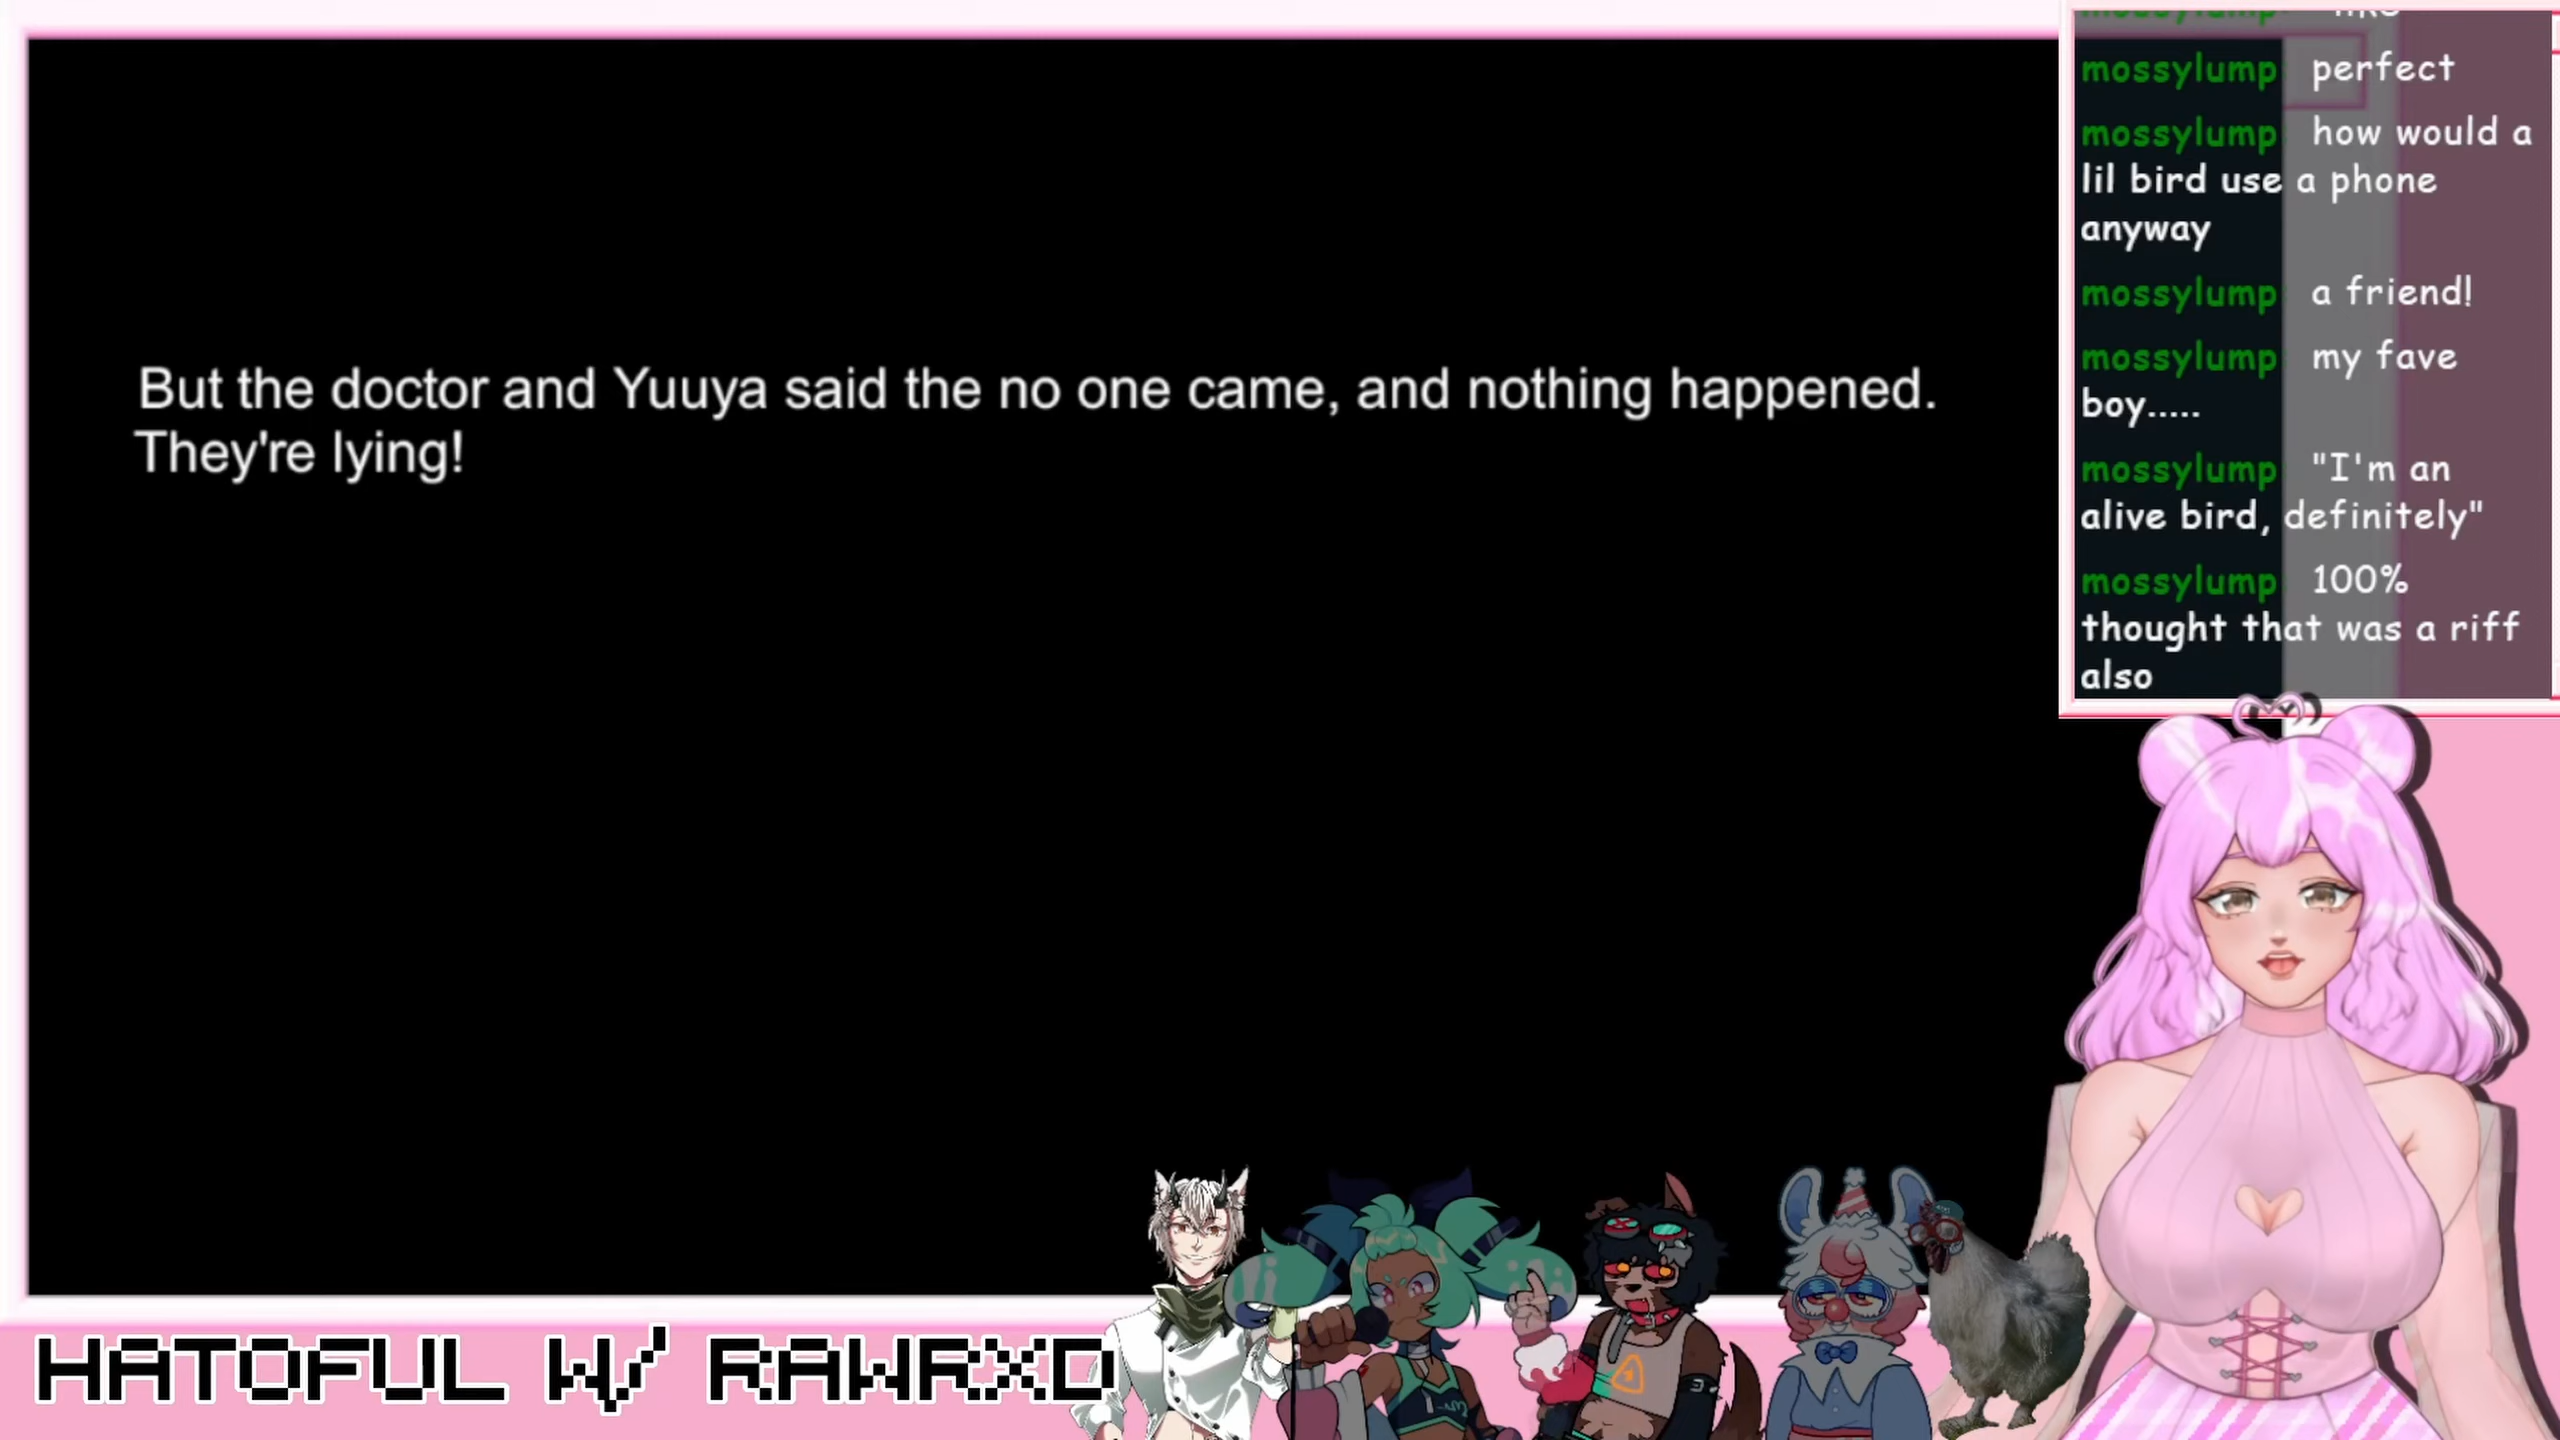 But the doctor and Yuuya said the no one came, and nothing happened.
They're lying!
mossylump perfect
mossylump how would a
lil bird use a phone
anyway
mossylump a friend!
mossylump my fave
boy.....
mossylump "I'm an
alive bird, definitely"
mossylump 100%
thought that was a riff
also
HATOFUL W/ RAWRXD